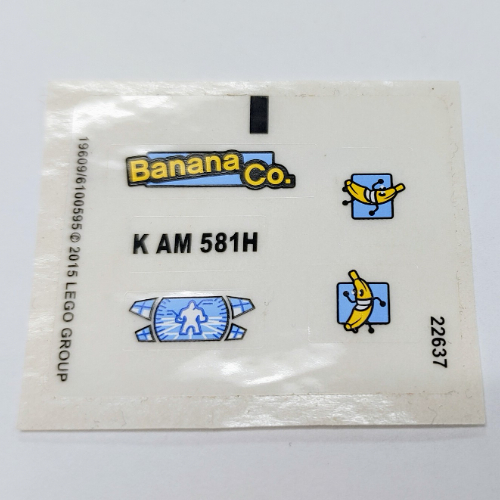 19609/6100595 © 2015 LEGO GROUP
Banana Co.
K AM 581H
22637